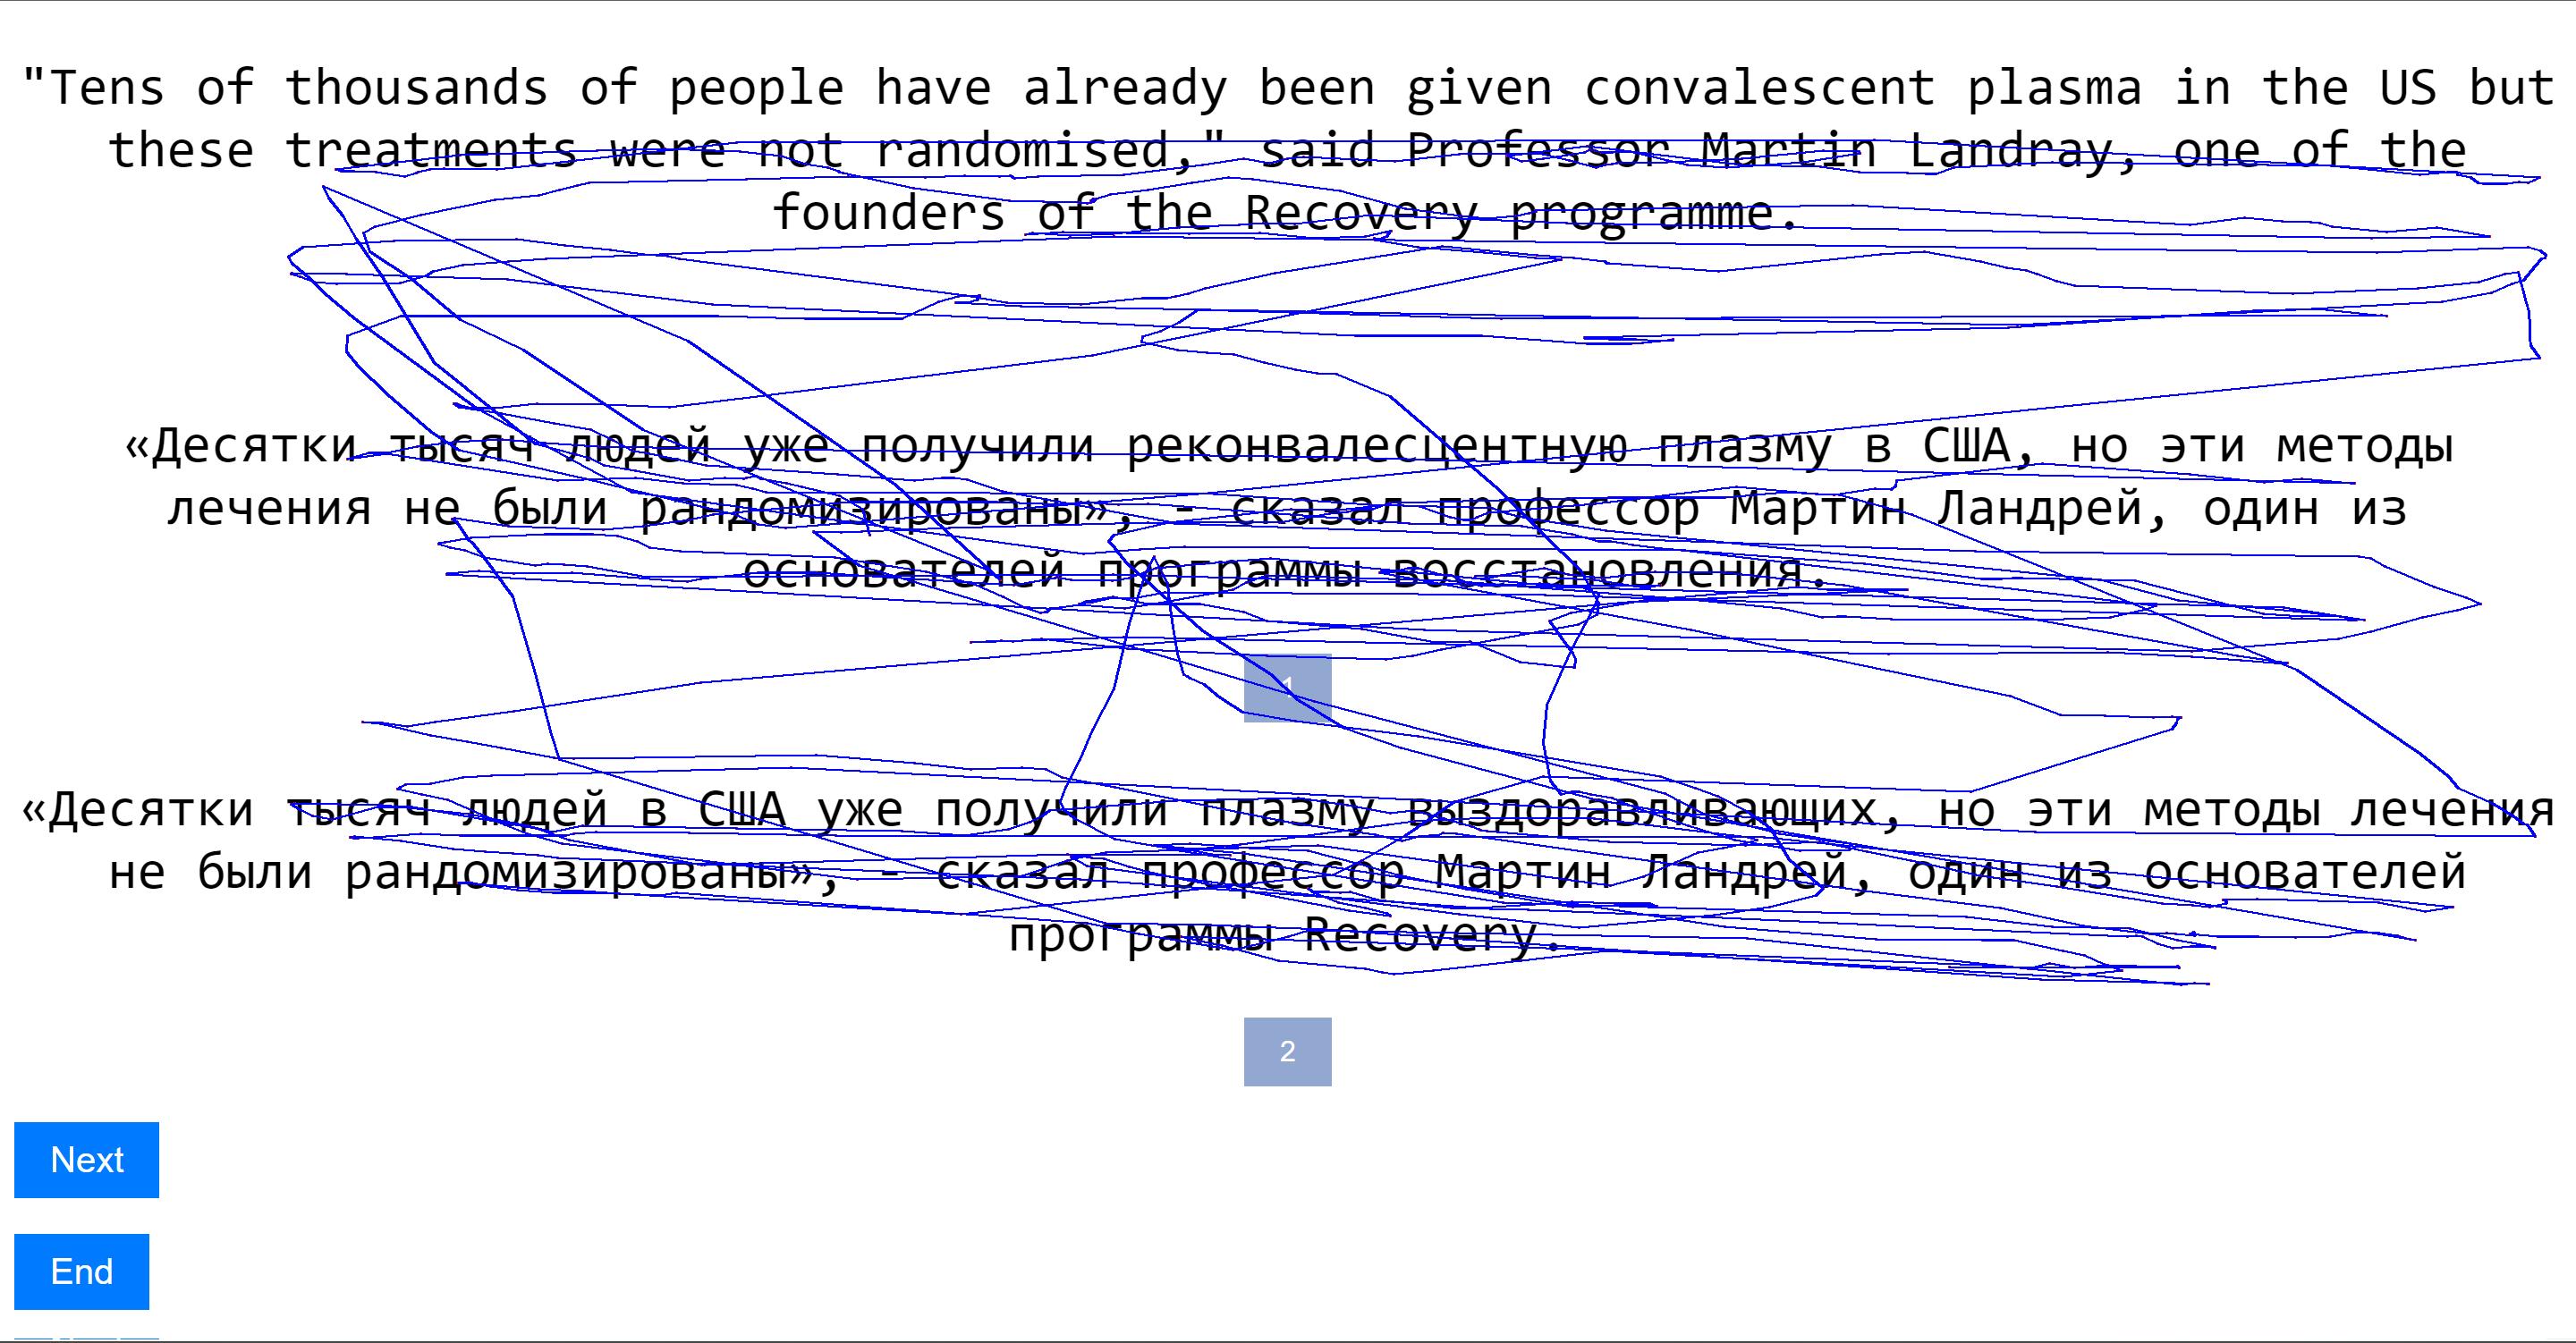 "Tens of thousands of people have already been given convalescent plasma in the US but
these treatments were not randomised," said Professor Martin Landray, one of the
founders of the Recovery programme.
«Десятки тысяч людей уже получили реконвалесцентную плазму в США, но эти методы
лечения не были рандомизированы», - сказал профессор Мартин Ландрей, один из
основателей программы восстановления.
1
«Десятки тысяч людей в США уже получили плазму выздоравливающих, но эти методы лечения
не были рандомизированы», - сказал профессор Мартин Ландрей, один из основателей
программы Recovery.
2
Next
End